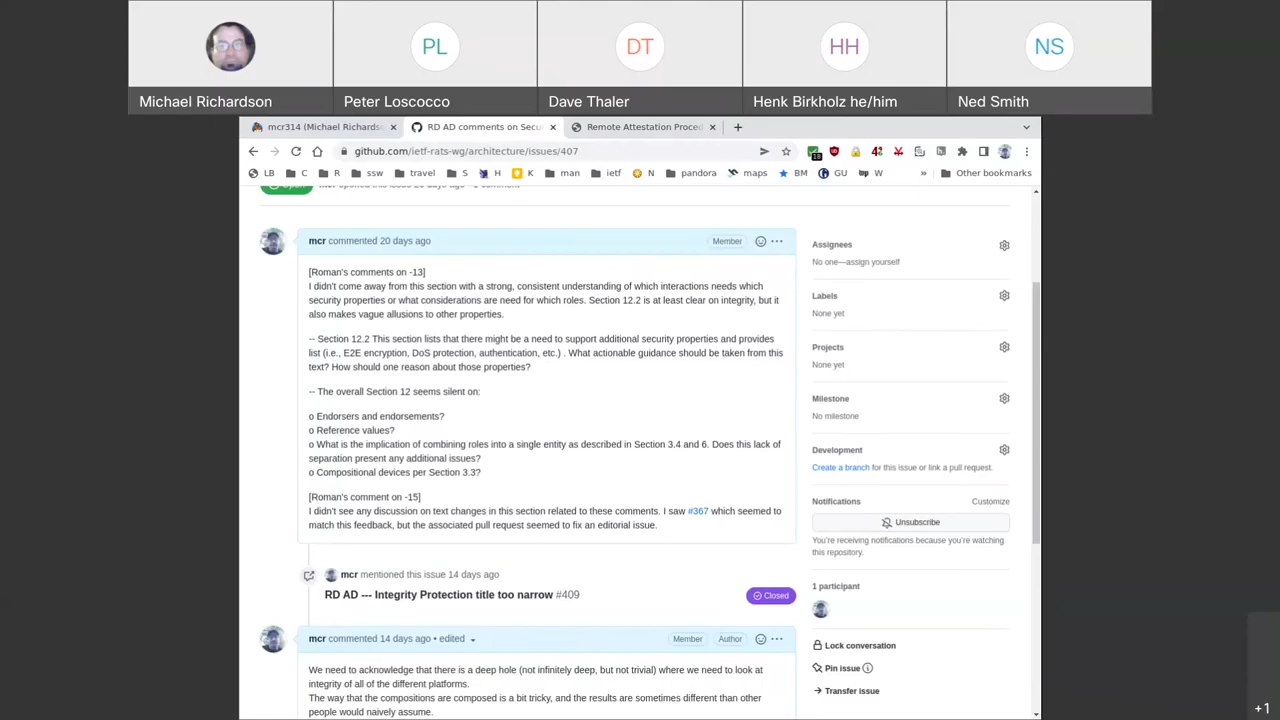 PL
DT
HH
NS
Michael Richardson
Peter Loscocco
Dave Thaler
Henk Birkholz he/him
Ned Smith
mcr314 (Michael Richards
RD AD comments on Secu
Remote Attestation Proced
github.com/ietf-rats-wg/architecture/issues/407
18
LB
C
R
ssw
travel
S
H
K
man
ietf
N
pandora
maps
BM
GU
W
»
Other bookmarks
mcr commented 20 days ago
Member
[Roman's comments on -13]
I didn't come away from this section with a strong, consistent understanding of which interactions needs which
security properties or what considerations are need for which roles. Section 12.2 is at least clear on integrity, but it
also makes vague allusions to other properties.
-- Section 12.2 This section lists that there might be a need to support additional security properties and provides
list (i.e., E2E encryption, DoS protection, authentication, etc.) . What actionable guidance should be taken from this
text? How should one reason about those properties?
-- The overall Section 12 seems silent on:
o Endorsers and endorsements?
o Reference values?
o What is the implication of combining roles into a single entity as described in Section 3.4 and 6. Does this lack of
separation present any additional issues?
o Compositional devices per Section 3.3?
[Roman's comment on -15]
I didn't see any discussion on text changes in this section related to these comments. I saw #367 which seemed to
match this feedback, but the associated pull request seemed to fix an editorial issue.
mcr mentioned this issue 14 days ago
RD AD --- Integrity Protection title too narrow #409
Closed
mcr commented 14 days ago • edited
Member
Author
We need to acknowledge that there is a deep hole (not infinitely deep, but not trivial) where we need to look at
integrity of all of the different platforms.
The way that the compositions are composed is a bit tricky, and the results are sometimes different than other
people would naively assume.
Assignees
No one—assign yourself
Labels
None yet
Projects
None yet
Milestone
No milestone
Development
Create a branch for this issue or link a pull request.
Notifications
Customize
Unsubscribe
You're receiving notifications because you're watching
this repository.
1 participant
Lock conversation
Pin issue
Transfer issue
+1